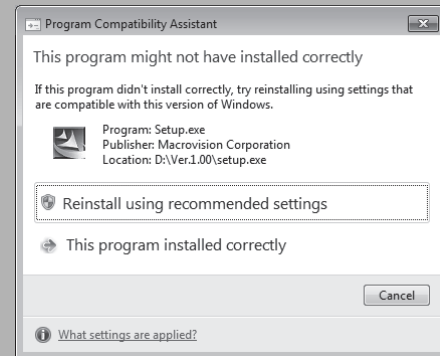 Program Compatibility Assistant
This program might not have installed correctly
If this program didn't install correctly, try reinstalling using settings that
are compatible with this version of Windows.
Program: Setup.exe
Publisher: Macrovision Corporation
Location: D:\Ver.1.00\setup.exe
Reinstall using recommended settings
This program installed correctly
Cancel
What settings are applied?